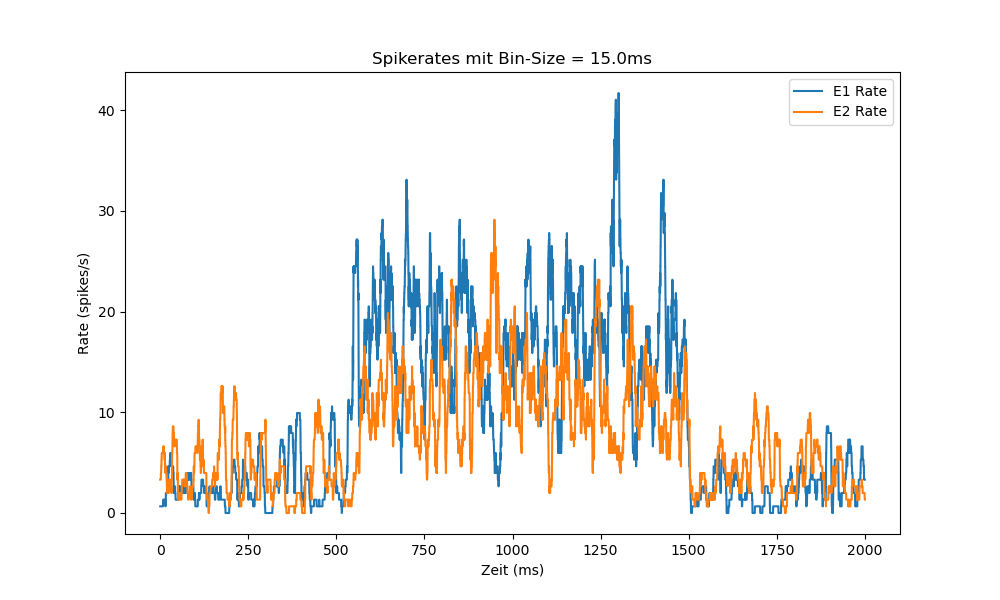 Spikerates mit Bin-Size = 15.0ms
E1 Rate
E2 Rate
Rate (spikes/s)
40
30
20
10
0
0 250 500 750 1000 1250 1500 1750 2000
Zeit (ms)